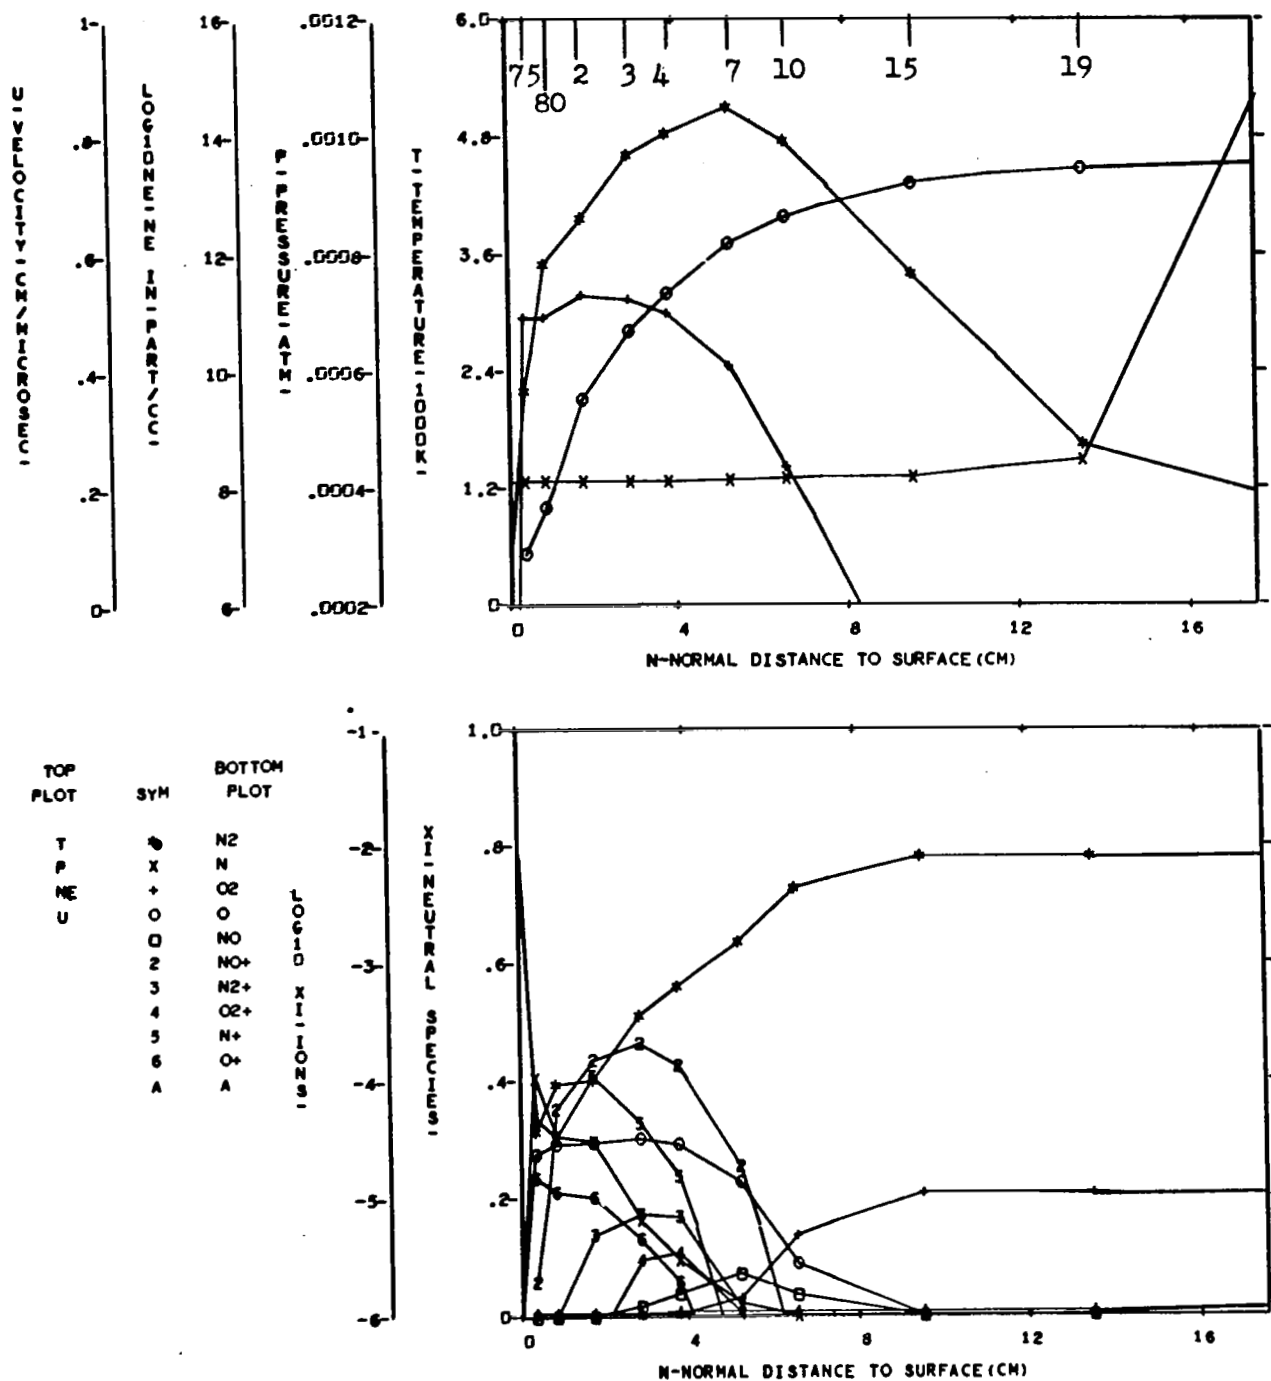 1-
.8-
.6-
.4-
.2-
0-
U-VELOCITY-CM/MICROSEC-
16-
14-
12-
10-
8-
6-
LOG10NE-NE IN-PART/CC-
.0012-
.0010-
.0008-
.0006-
.0004-
.0002-
P-PRESSURE-ATM-
6.0
4.8
3.6
2.4
1.2
0
T-TEMPERATURE-1000K-
75 80 2 3 4 7 10 15 19
0 4 8 12 16
N-NORMAL DISTANCE TO SURFACE(CM)
TOP PLOT SYM BOTTOM PLOT
T * N2
P X N
NE + O2
U O O
□ NO
2 NO+
3 N2+
4 O2+
5 N+
6 O+
A A
-1-
-2-
-3-
-4-
-5-
-6-
LOG10 XI-IONS-
1.0
.8
.6
.4
.2
0
XI-NEUTRAL SPECIES-
0 4 8 12 16
N-NORMAL DISTANCE TO SURFACE(CM)